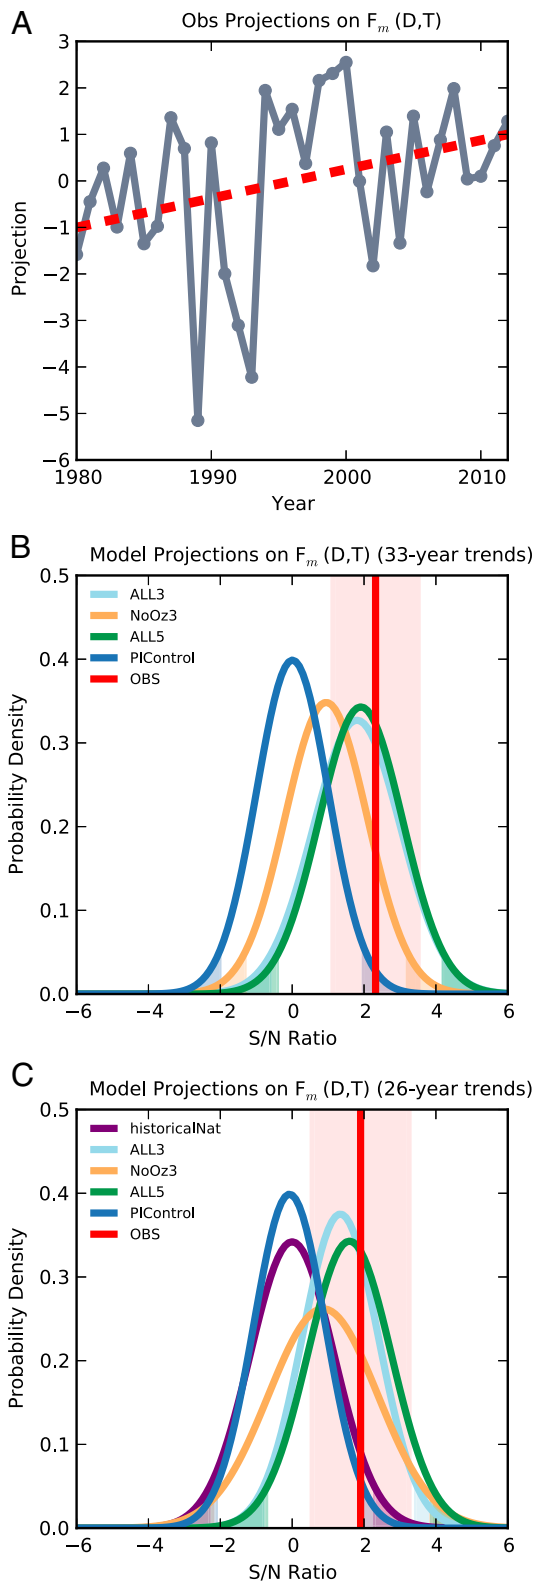 A
Obs Projections on F_m (D,T)
3
2
1
0
−1
−2
−3
−4
−5
−6
Projection
1980 1990 2000 2010
Year
B
Model Projections on F_m (D,T) (33-year trends)
0.5
0.4
0.3
0.2
0.1
0.0
Probability Density
ALL3
NoOz3
ALL5
PIControl
OBS
−6 −4 −2 0 2 4 6
S/N Ratio
C
Model Projections on F_m (D,T) (26-year trends)
0.5
0.4
0.3
0.2
0.1
0.0
Probability Density
historicalNat
ALL3
NoOz3
ALL5
PIControl
OBS
−6 −4 −2 0 2 4 6
S/N Ratio